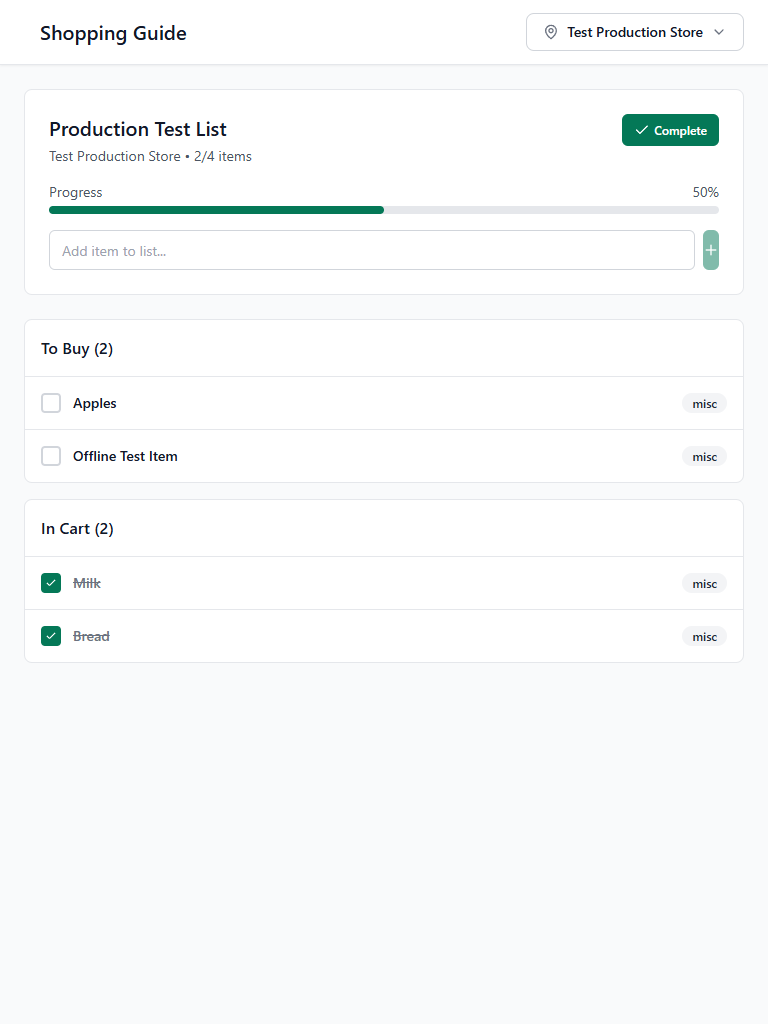 Shopping Guide
Test Production Store
Production Test List
Complete
Test Production Store • 2/4 items
Progress
50%
Add item to list...
+
To Buy (2)
Apples
misc
Offline Test Item
misc
In Cart (2)
Milk
misc
Bread
misc